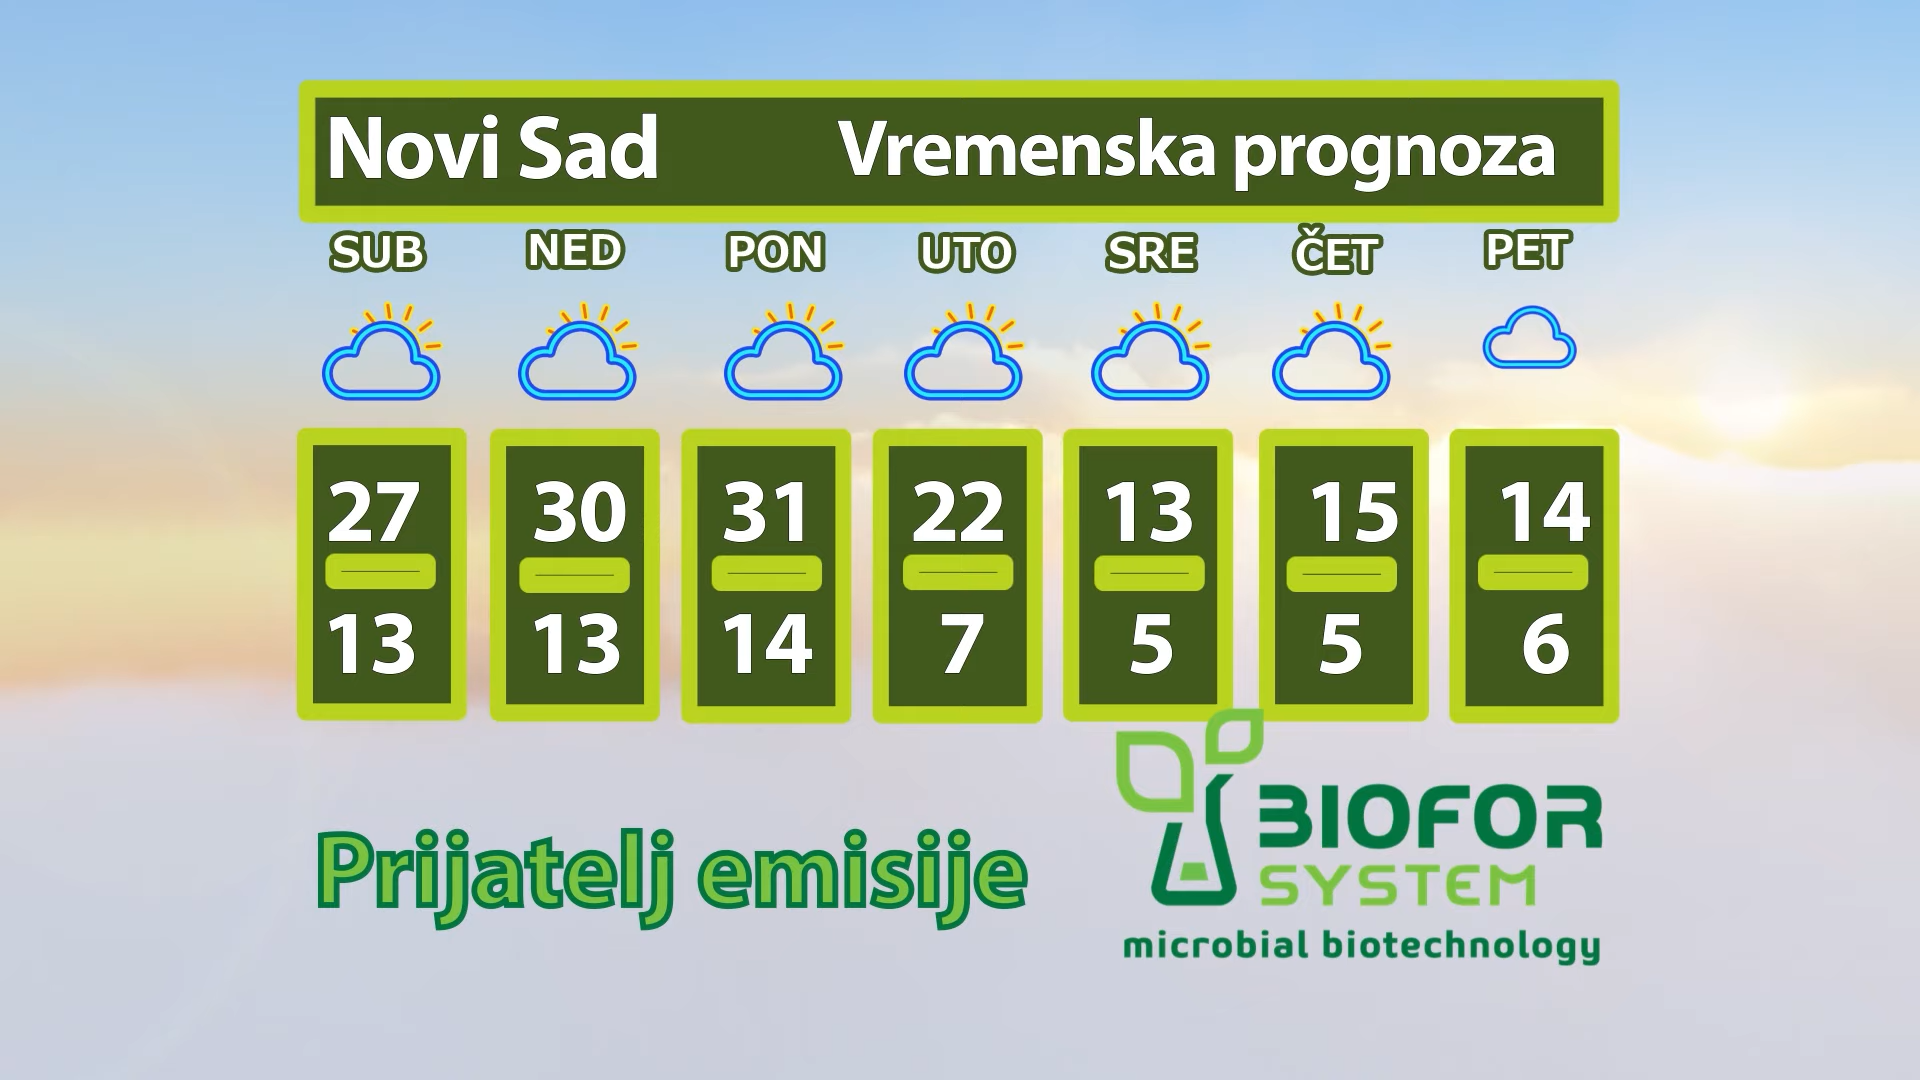 Novi Sad Vremenska prognoza
SUB NED PON UTO SRE ČET PET
27 30 31 22 13 15 14
13 13 14 7 5 5 6
Prijatelj emisije
BIOFOR
SYSTEM
microbial biotechnology